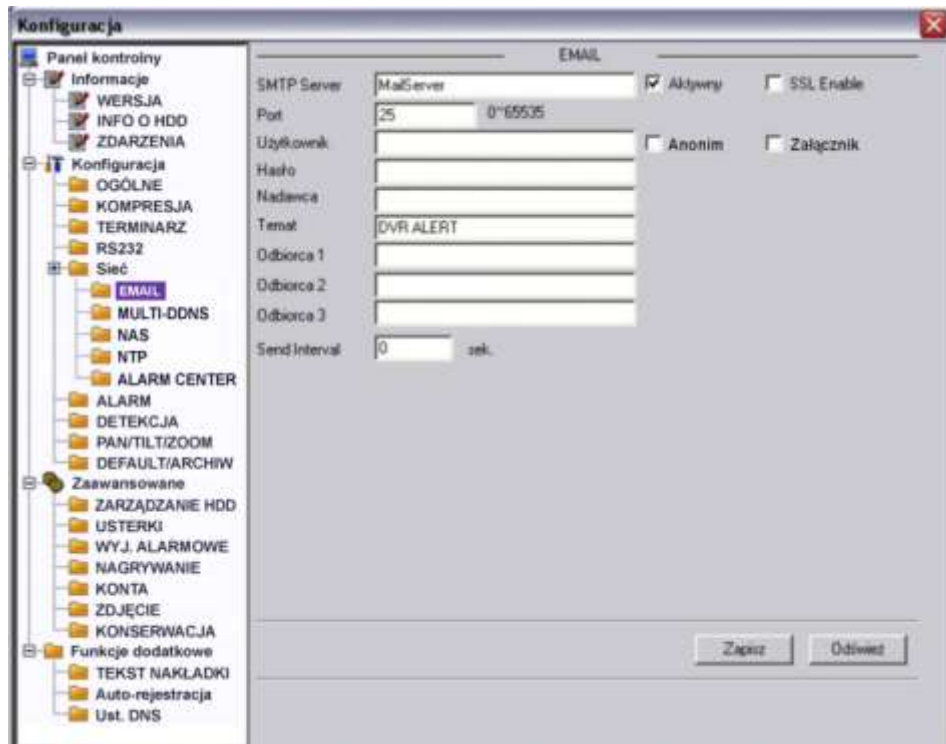 Konfiguracja
Panel kontrolny
Informacje
WERSJA
INFO O HDD
ZDARZENIA
Konfiguracja
OGÓLNE
KOMPRESJA
TERMINARZ
RS232
Sieć
EMAIL
MULTI-DDNS
NAS
NTP
ALARM CENTER
ALARM
DETEKCJA
PAN/TILT/ZOOM
DEFAULT/ARCHIW
Zaawansowane
ZARZĄDZANIE HDD
USTERKI
WYJ. ALARMOWE
NAGRYWANIE
KONTA
ZDJĘCIE
KONSERWACJA
Funkcje dodatkowe
TEKST NAKŁADKI
Auto-rejestracja
Ust. DNS
EMAIL
SMTP Server MailServer Aktywny SSL Enable
Port 25 0~65535
Użytkownik Anonim Załącznik
Hasło
Nadawca
Temat DVR ALERT
Odbiorca 1
Odbiorca 2
Odbiorca 3
Send Interval 0 sek.
Zapisz Odśwież